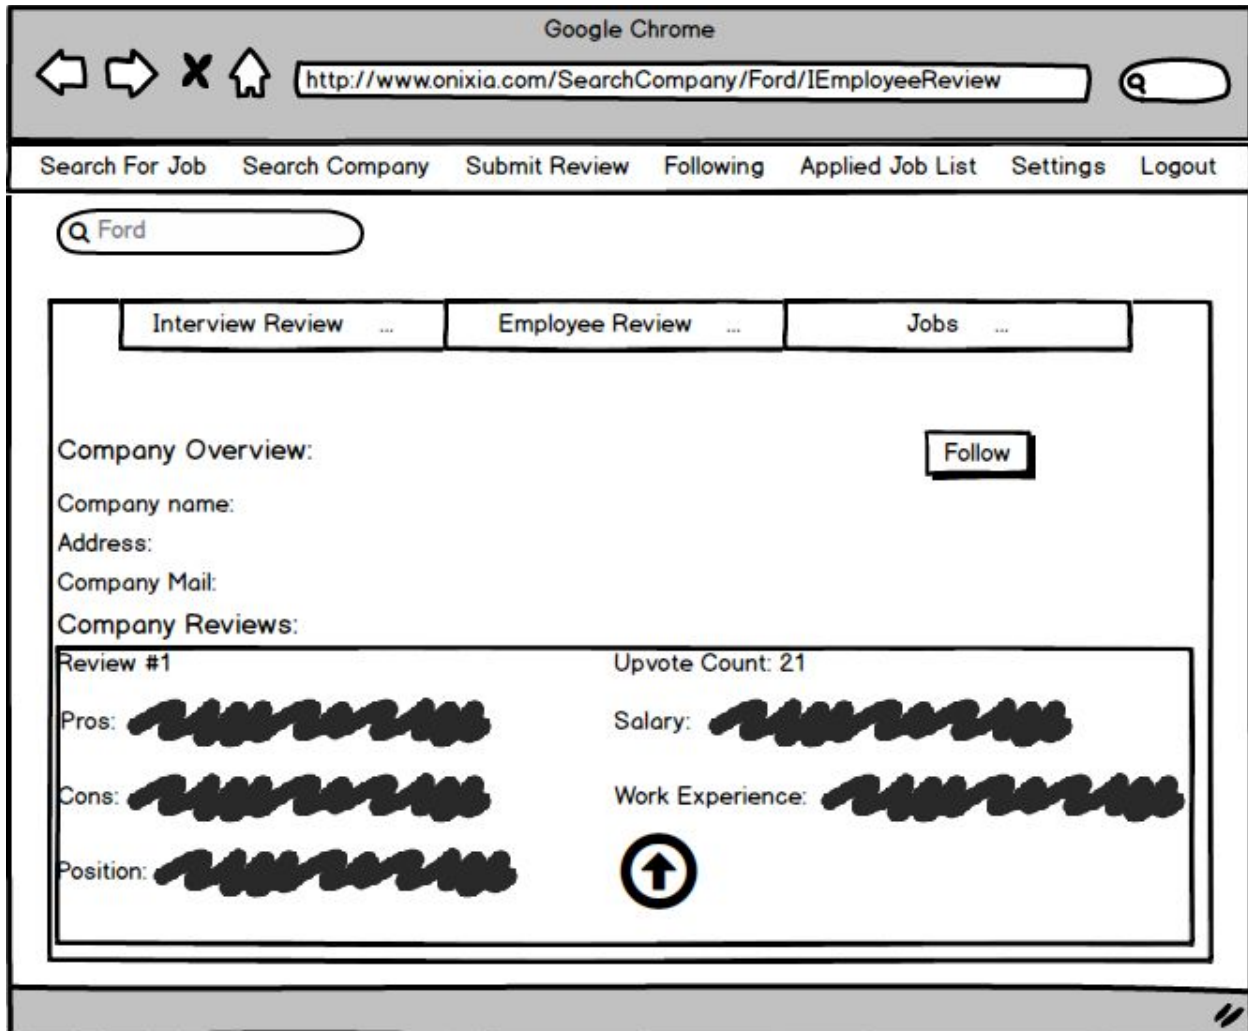 Google Chrome
http://www.onixia.com/SearchCompany/Ford/IEmployeeReview
Search For Job Search Company Submit Review Following Applied Job List Settings Logout
Ford
Interview Review ... Employee Review ... Jobs ...
Company Overview: Follow
Company name:
Address:
Company Mail:
Company Reviews:
Review #1 Upvote Count: 21
Pros: Salary:
Cons: Work Experience:
Position: